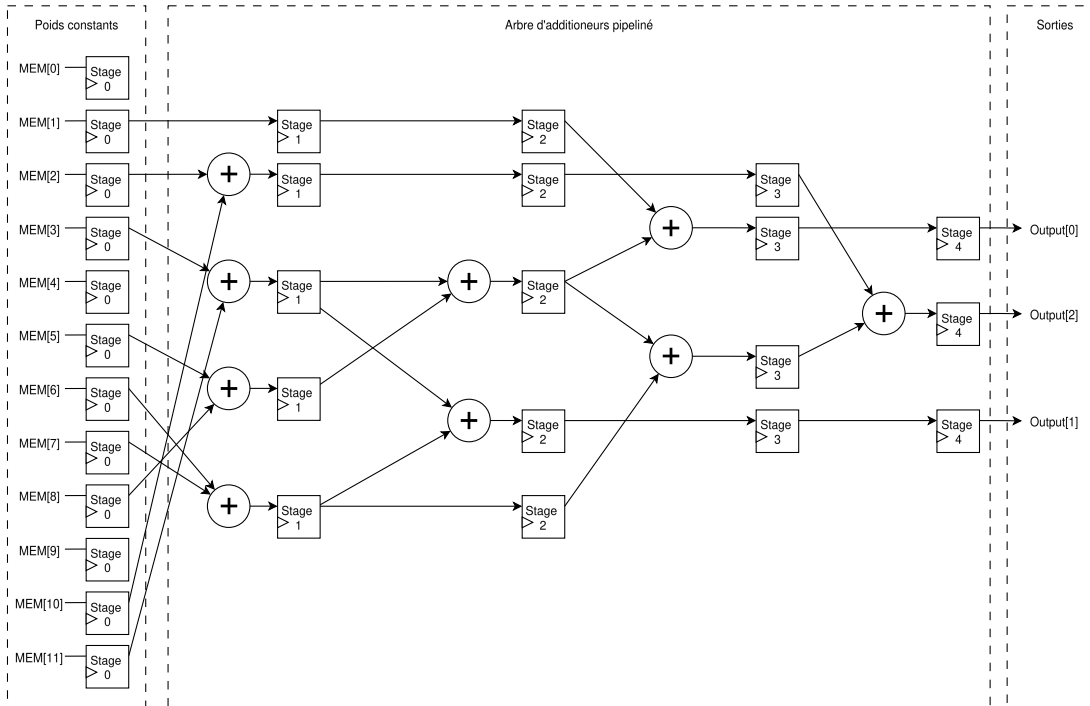 Poids constants
Arbre d'additioneurs pipeliné
Sorties
MEM[0]
Stage
0
MEM[1]
Stage
0
Stage
1
Stage
2
MEM[2]
Stage
0
+
Stage
1
Stage
2
Stage
3
MEM[3]
Stage
0
+
Stage
3
Stage
4
Output[0]
MEM[4]
Stage
0
+
Stage
1
+
Stage
2
MEM[5]
Stage
0
+
Stage
4
Output[2]
MEM[6]
Stage
0
+
Stage
1
+
Stage
3
MEM[7]
Stage
0
+
Stage
2
Stage
3
Stage
4
Output[1]
MEM[8]
Stage
0
+
Stage
1
Stage
2
MEM[9]
Stage
0
MEM[10]
Stage
0
MEM[11]
Stage
0